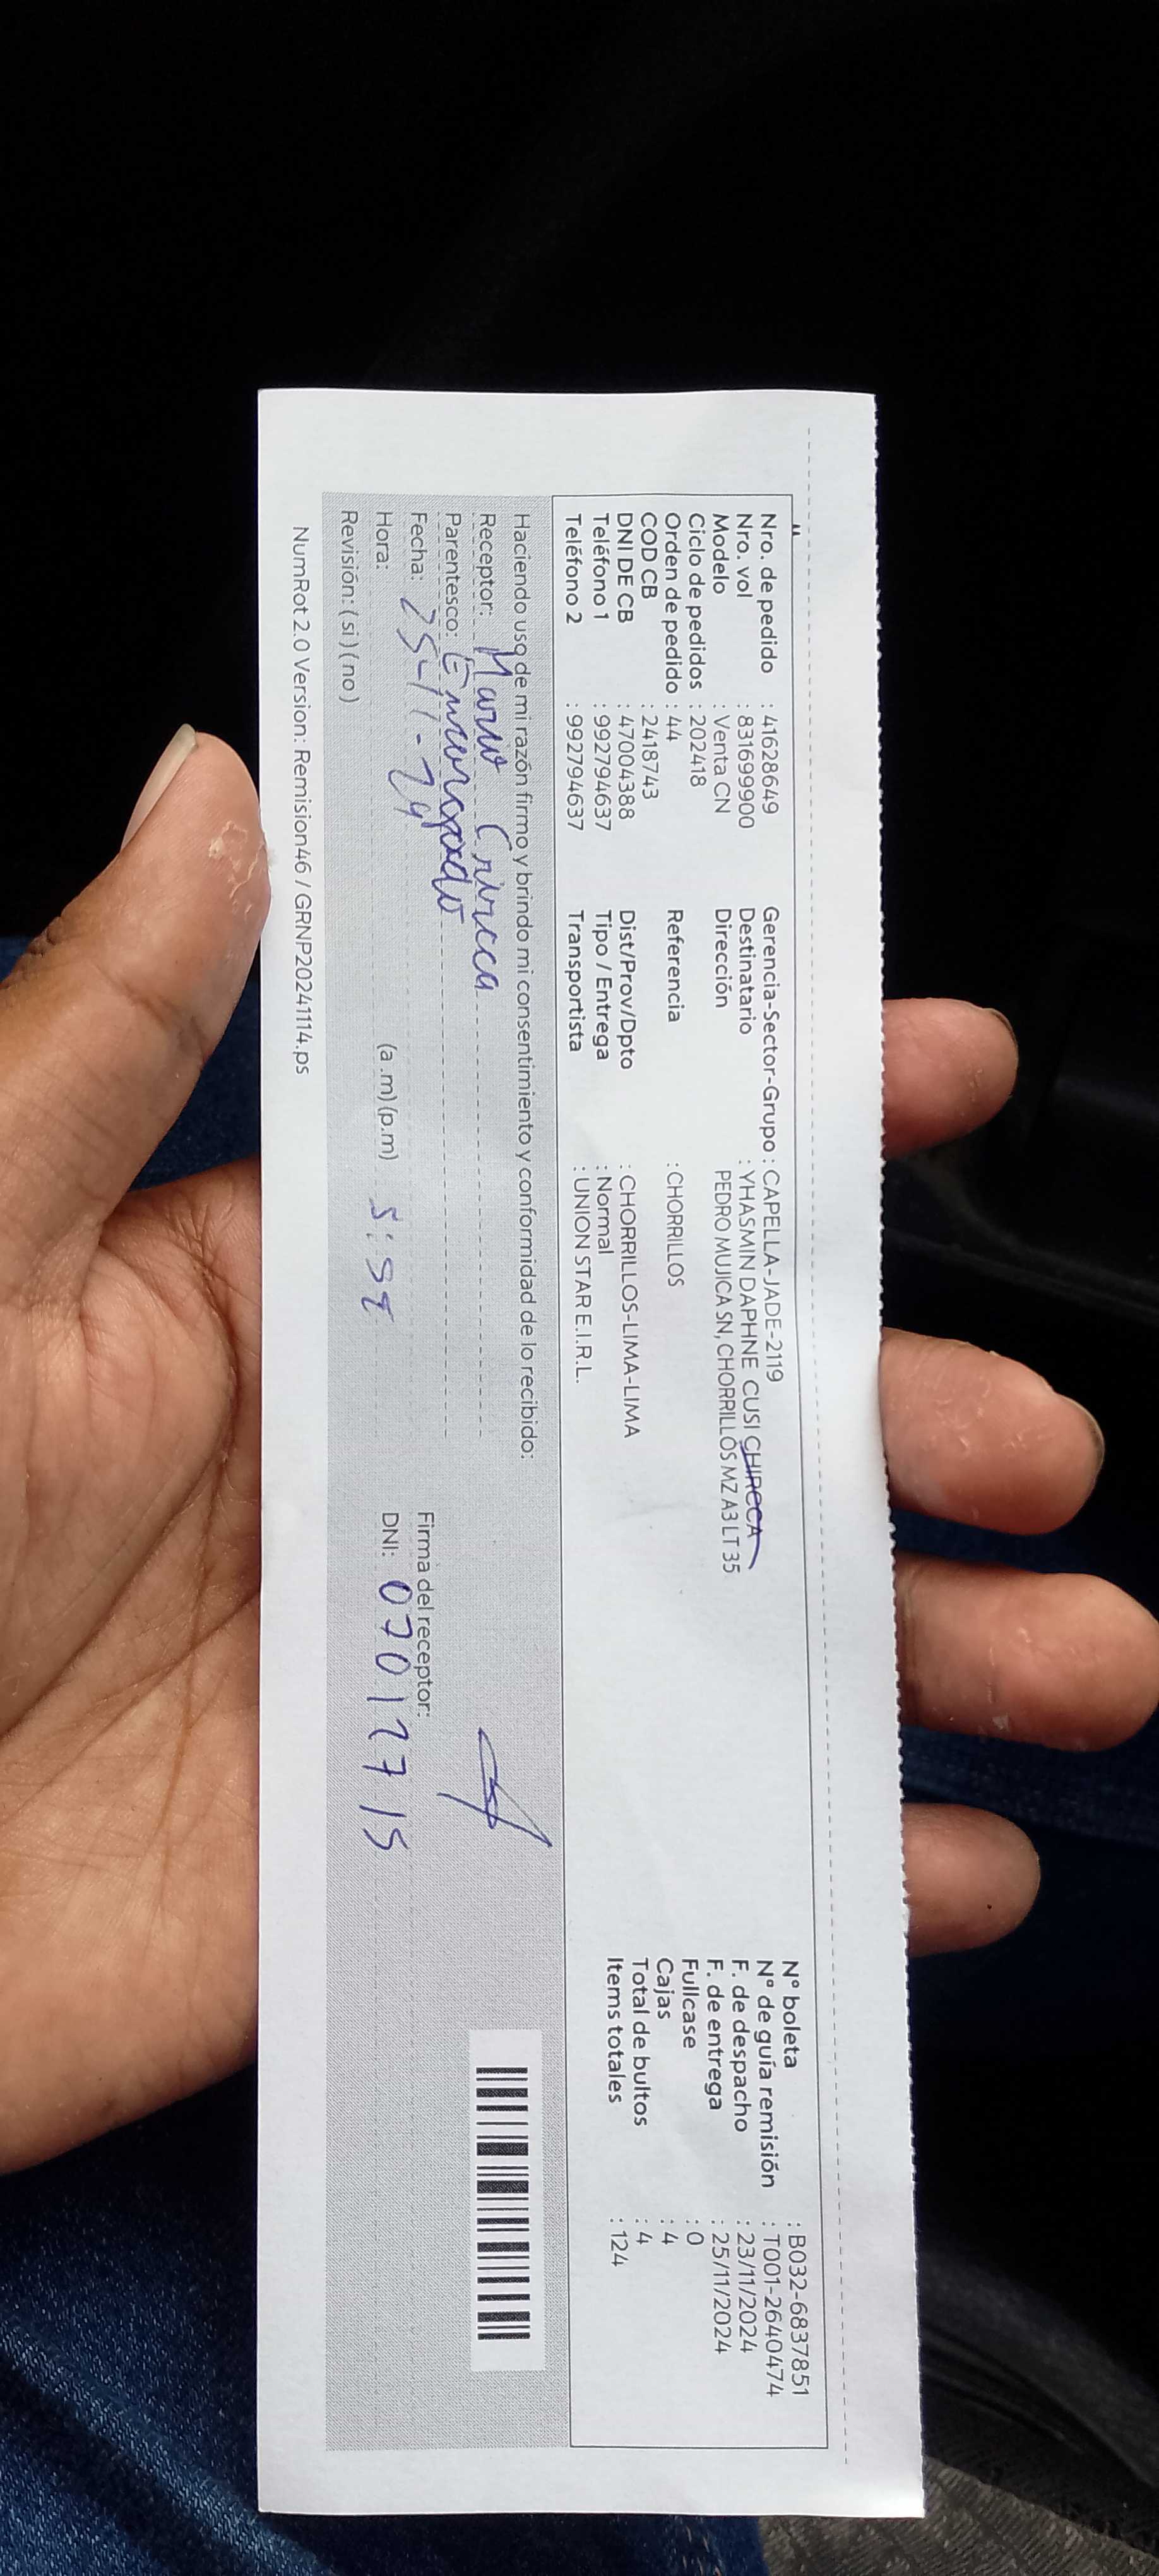 Nro. de pedido : 41628649
Nro. vol : 831699900
Modelo : Venta CN
Ciclo de pedidos : 202418
Orden de pedido : 44
COD CB : 2418743
DNI DE CB : 47004388
Teléfono 1 : 992794637
Teléfono 2 : 992794637
Gerencia-Sector-Grupo : CAPELLA-JADE-2119
Destinatario : YHASMIN DAPHNE CUSI CHIRCCA
Dirección PEDRO MUJICA SN, CHORRILLOS MZ A3 LT 35
Referencia : CHORRILLOS
Dist/Prov/Dpto : CHORRILLOS-LIMA-LIMA
Tipo / Entrega : Normal
Transportista : UNION STAR E.I.R.L.
N° boleta : B032-6837851
N° de guía remisión : T001-2640474
F. de despacho : 23/11/2024
F. de entrega : 25/11/2024
Fullcase : 0
Cajas : 4
Total de bultos : 4
Items totales : 124
Haciendo uso de mi razón firmo y brindo mi consentimiento y conformidad de lo recibido:
Receptor:
Parentesco: Encargado
Fecha: 25-11-24
Hora: (a.m)(p.m)
Revisión: ( si ) ( no )
Firma del receptor:
DNI: 07012715
NumRot 2.0 Version: Remision46 / GRNP20241114.ps